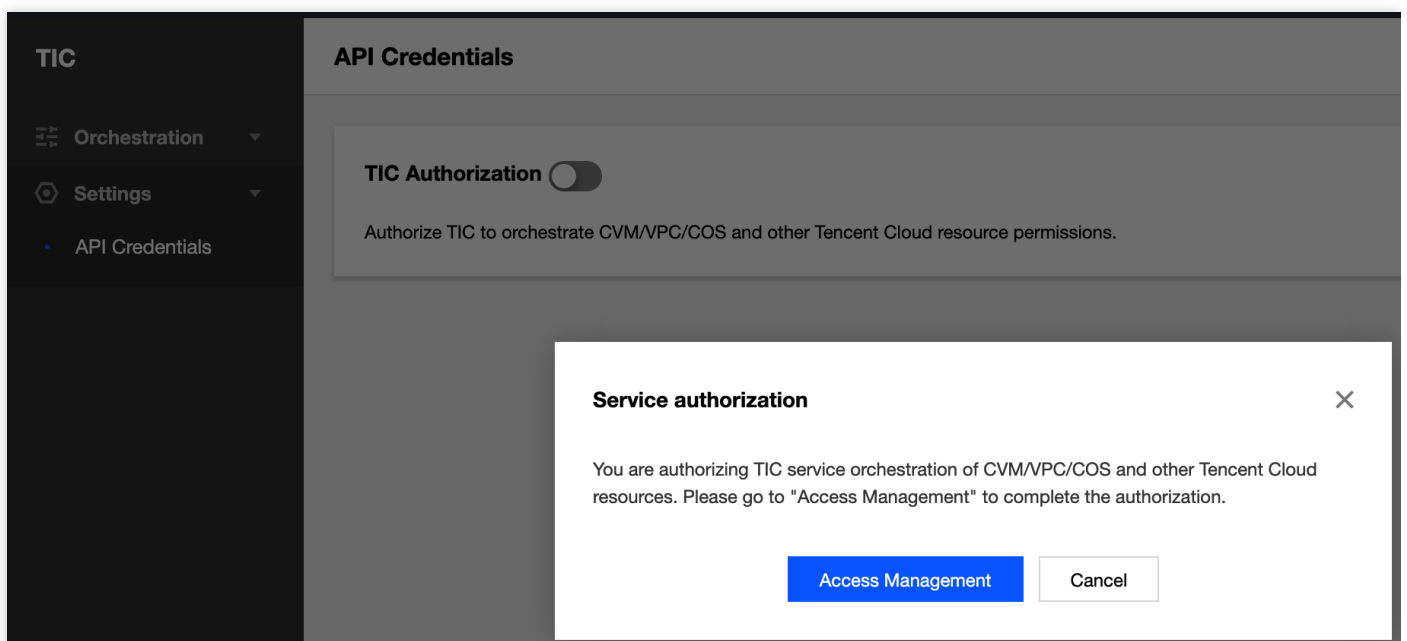 TIC
API Credentials
Orchestration
TIC Authorization
Settings
Authorize TIC to orchestrate CVM/VPC/COS and other Tencent Cloud resource permissions.
API Credentials
Service authorization
You are authorizing TIC service orchestration of CVM/VPC/COS and other Tencent Cloud
resources. Please go to "Access Management" to complete the authorization.
Access Management
Cancel